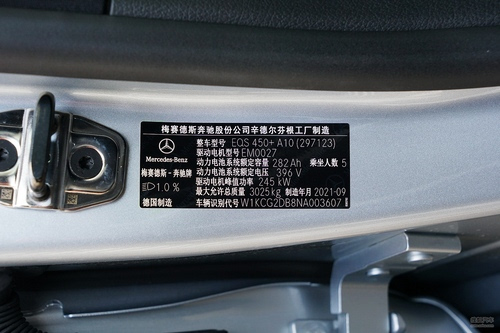 梅赛德斯奔驰股份公司辛德尔芬根工厂制造
整车型号 EQS 450+ A10 (297123)
驱动电机型号 EM0027
Mercedes-Benz
动力电池系统额定容量 282Ah 乘坐人数 5
梅赛德斯-奔驰牌 动力电池系统额定电压 396 V
驱动电机峰值功率 245 kW
1.0 % 最大允许总质量 3025 kg 制造年月 2021-09
德国制造 车辆识别代号 W1KCG2DB8NA003607